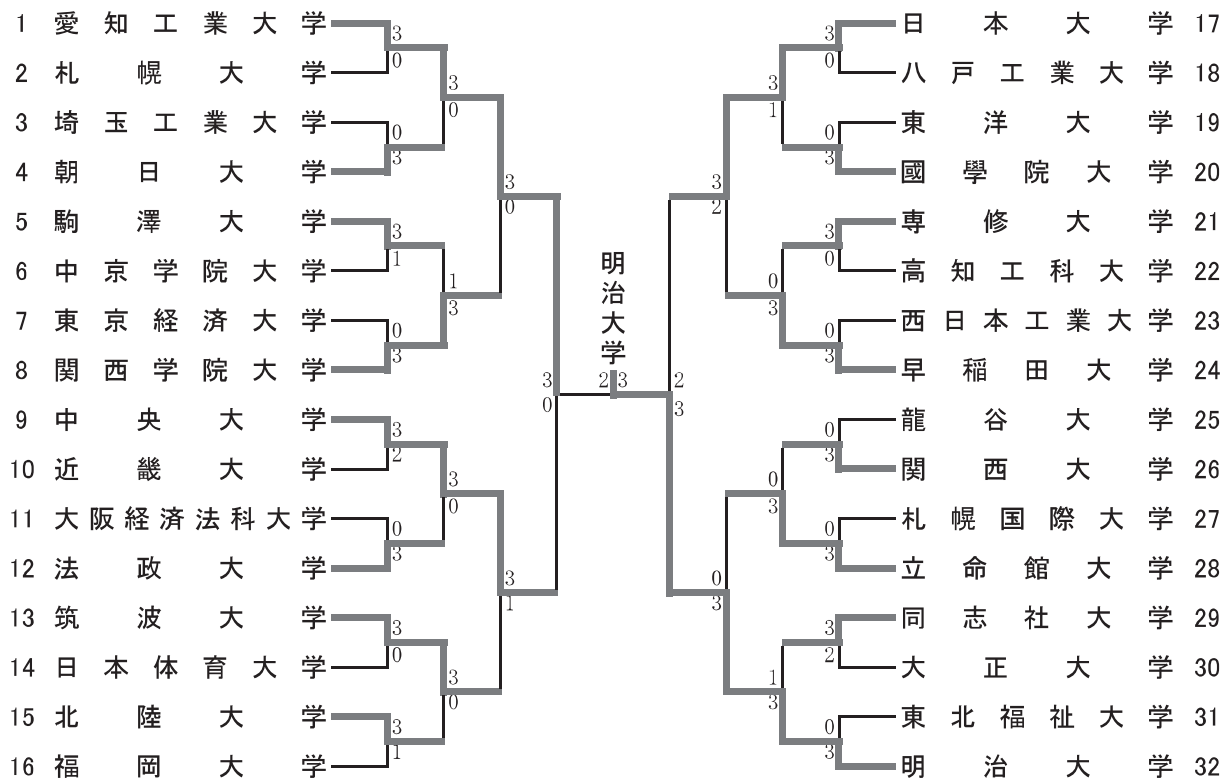 1 愛知工業大学
2 札幌大学
3 埼玉工業大学
4 朝日大学
5 駒澤大学
6 中京学院大学
7 東京経済大学
8 関西学院大学
9 中央大学
10 近畿大学
11 大阪経済法科大学
12 法政大学
13 筑波大学
14 日本体育大学
15 北陸大学
16 福岡大学
3
0
0
3
3
1
0
3
3
2
0
3
3
0
3
1
3
0
1
3
3
0
3
0
3
0
3
1
3
0
明治大学
2 3
2
3
3
2
0
3
3
1
0
3
0
3
1
3
3
0
0
3
3
0
0
3
0
3
0
3
3
2
0
3
日本大学 17
八戸工業大学 18
東洋大学 19
國學院大学 20
専修大学 21
高知工科大学 22
西日本工業大学 23
早稲田大学 24
龍谷大学 25
関西大学 26
札幌国際大学 27
立命館大学 28
同志社大学 29
大正大学 30
東北福祉大学 31
明治大学 32